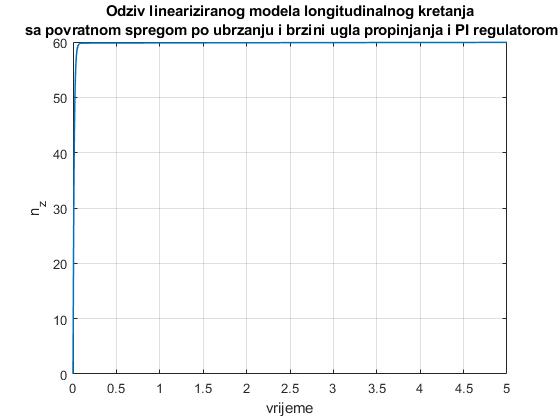 Odziv lineariziranog modela longitudinalnog kretanja
sa povratnom spregom po ubrzanju i brzini ugla propinjanja i PI regulatorom
60
50
40
30
20
10
0
n_z
0 0.5 1 1.5 2 2.5 3 3.5 4 4.5 5
vrijeme